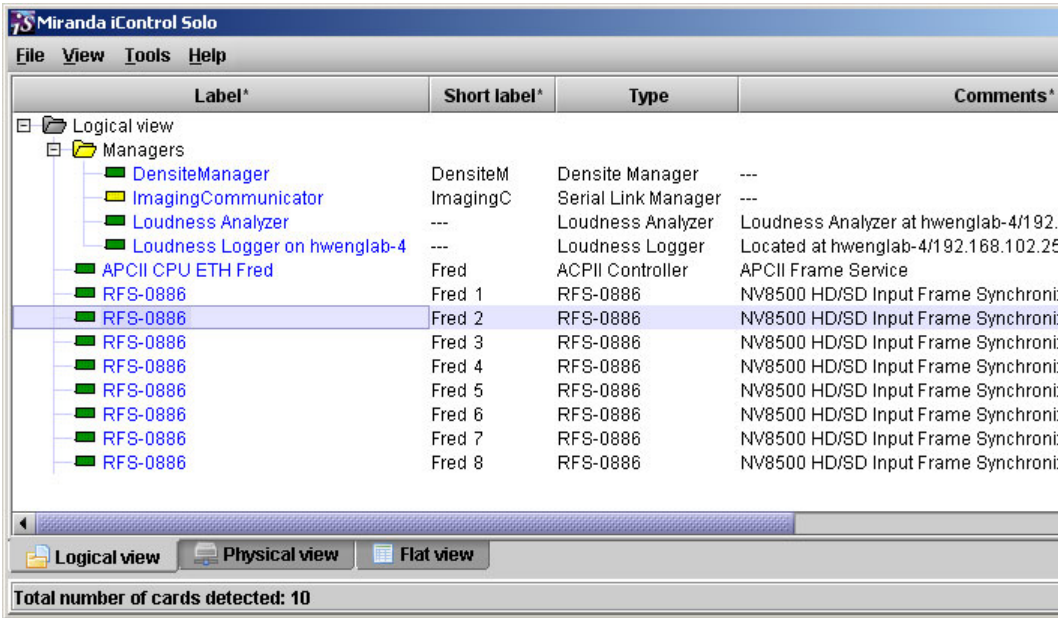 iS Miranda iControl Solo
File View Tools Help
Label* Short label* Type Comments*
Logical view
Managers
DensiteManager DensiteM Densite Manager ---
ImagingCommunicator ImagingC Serial Link Manager ---
Loudness Analyzer --- Loudness Analyzer Loudness Analyzer at hwenglab-4/192.
Loudness Logger on hwenglab-4 --- Loudness Logger Located at hwenglab-4/192.168.102.25
APCII CPU ETH Fred Fred ACPII Controller APCII Frame Service
RFS-0886 Fred 1 RFS-0886 NV8500 HD/SD Input Frame Synchroni
RFS-0886 Fred 2 RFS-0886 NV8500 HD/SD Input Frame Synchroni
RFS-0886 Fred 3 RFS-0886 NV8500 HD/SD Input Frame Synchroni
RFS-0886 Fred 4 RFS-0886 NV8500 HD/SD Input Frame Synchroni
RFS-0886 Fred 5 RFS-0886 NV8500 HD/SD Input Frame Synchroni
RFS-0886 Fred 6 RFS-0886 NV8500 HD/SD Input Frame Synchroni
RFS-0886 Fred 7 RFS-0886 NV8500 HD/SD Input Frame Synchroni
RFS-0886 Fred 8 RFS-0886 NV8500 HD/SD Input Frame Synchroni
Logical view Physical view Flat view
Total number of cards detected: 10